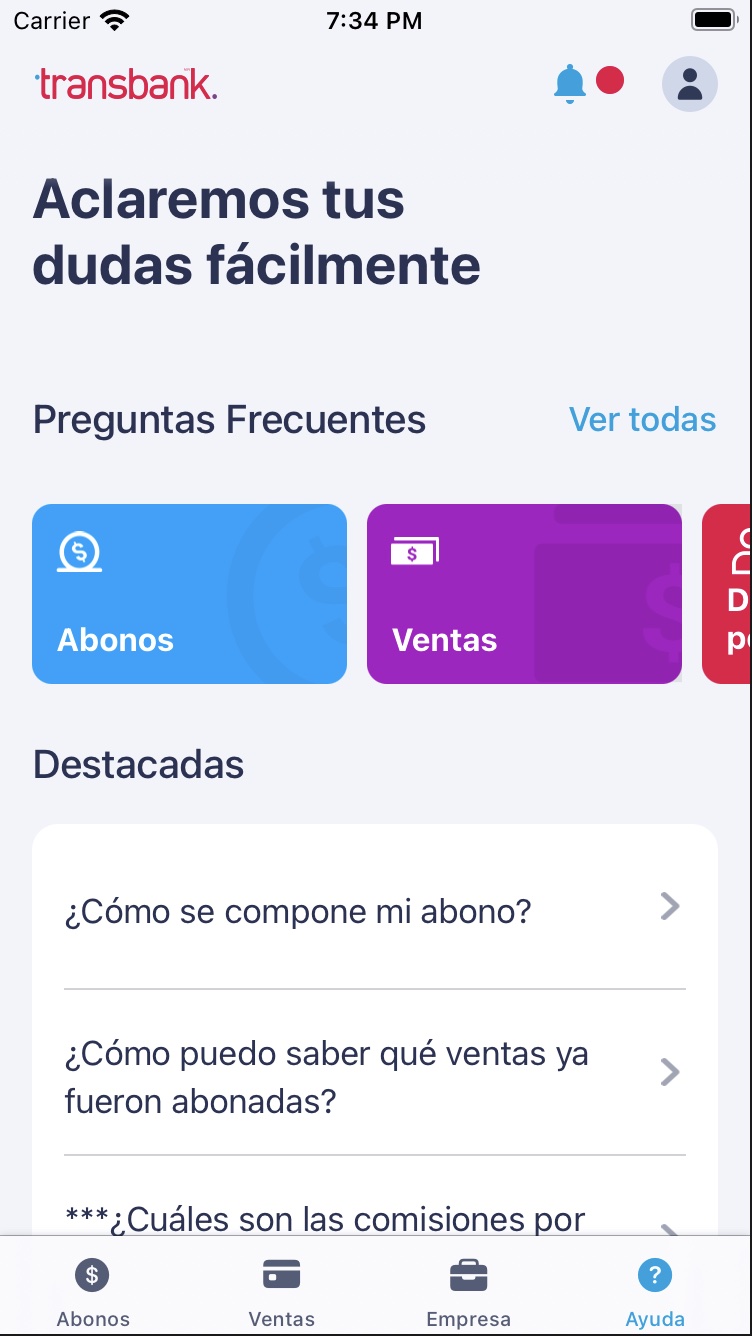 Carrier 7:34 PM
transbank.
Aclaremos tus
dudas fácilmente
Preguntas Frecuentes Ver todas
Abonos Ventas
Destacadas
¿Cómo se compone mi abono?
¿Cómo puedo saber qué ventas ya
fueron abonadas?
***¿Cuáles son las comisiones por
Abonos Ventas Empresa Ayuda